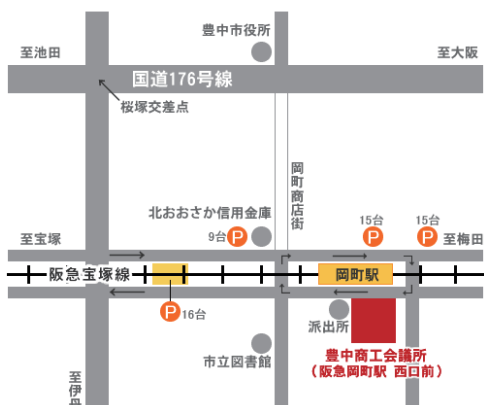 豊中市役所
至池田
至大阪
国道176号線
桜塚交差点
岡町商店街
北おおさか信用金庫
9台
P
15台
P
15台
P
至宝塚
至梅田
阪急宝塚線
岡町駅
P
16台
派出所
市立図書館
豊中商工会議所
(阪急岡町駅 西口前)
至伊丹